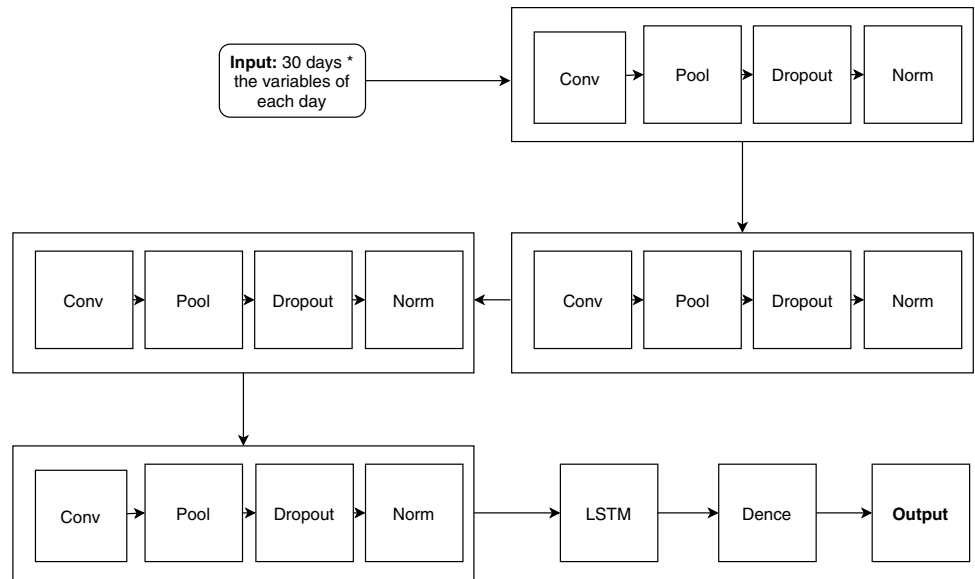 Input: 30 days *
the variables of
each day
Conv
Pool
Dropout
Norm
Conv
Pool
Dropout
Norm
Conv
Pool
Dropout
Norm
Conv
Pool
Dropout
Norm
LSTM
Dence
Output